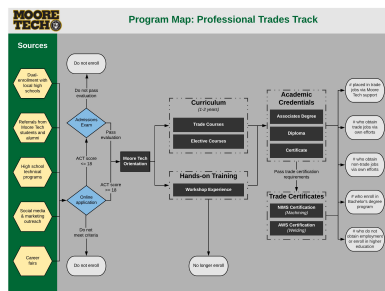 MOORE
TECH
Program Map: Professional Trades Track
Sources
Dual-
enrollment with
local high
schools
Referrals from
Moore Tech
students and
alumni
High school
technical
programs
Social media
& marketing
outreach
Career
fairs
Do not enroll
Do not pass
evaluation
Admissions
Exam
Pass
evaluation
ACT score
<= 18
ACT score
>= 18
Online
application
Do not
meet criteria
Do not enroll
Moore Tech
Orientation
Curriculum
(1-2 years)
Trade Courses
Elective Courses
Hands-on Training
Workshop Experience
No longer enroll
Academic
Credentials
Associates Degree
Diploma
Certificate
Pass trade certification
requirements
Trade Certificates
NIMS Certification
(Machining)
AWS Certification
(Welding)
# placed in trade
jobs via Moore
Tech support
# who obtain
trade jobs via
own efforts
# who obtain
non-trade jobs
via own efforts
# who enroll in
Bachelor's degree
program
# who do not
obtain employment
or enroll in higher
education